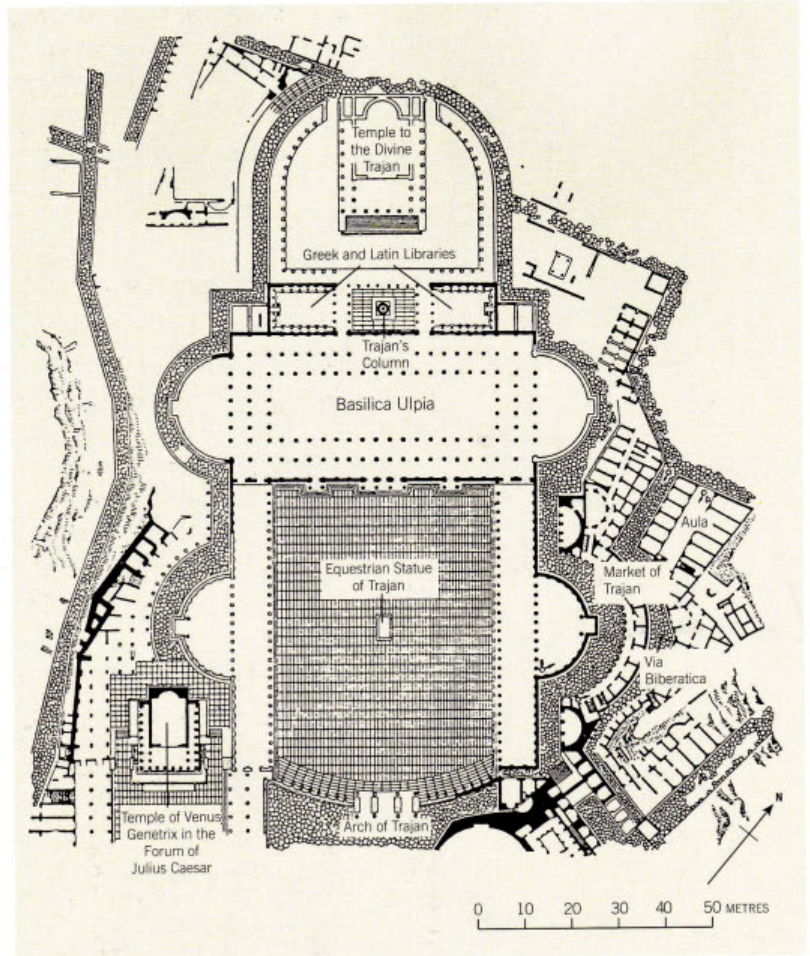 Temple to
the Divine
Trajan
Greek and Latin Libraries
Trajan's
Column
Basilica Ulpia
Aula
Equestrian Statue
of Trajan
Market of
Trajan
Via
Biberatica
Temple of Venus
Genetrix in the
Forum of
Julius Caesar
Arch of Trajan
N
0 10 20 30 40 50 METRES